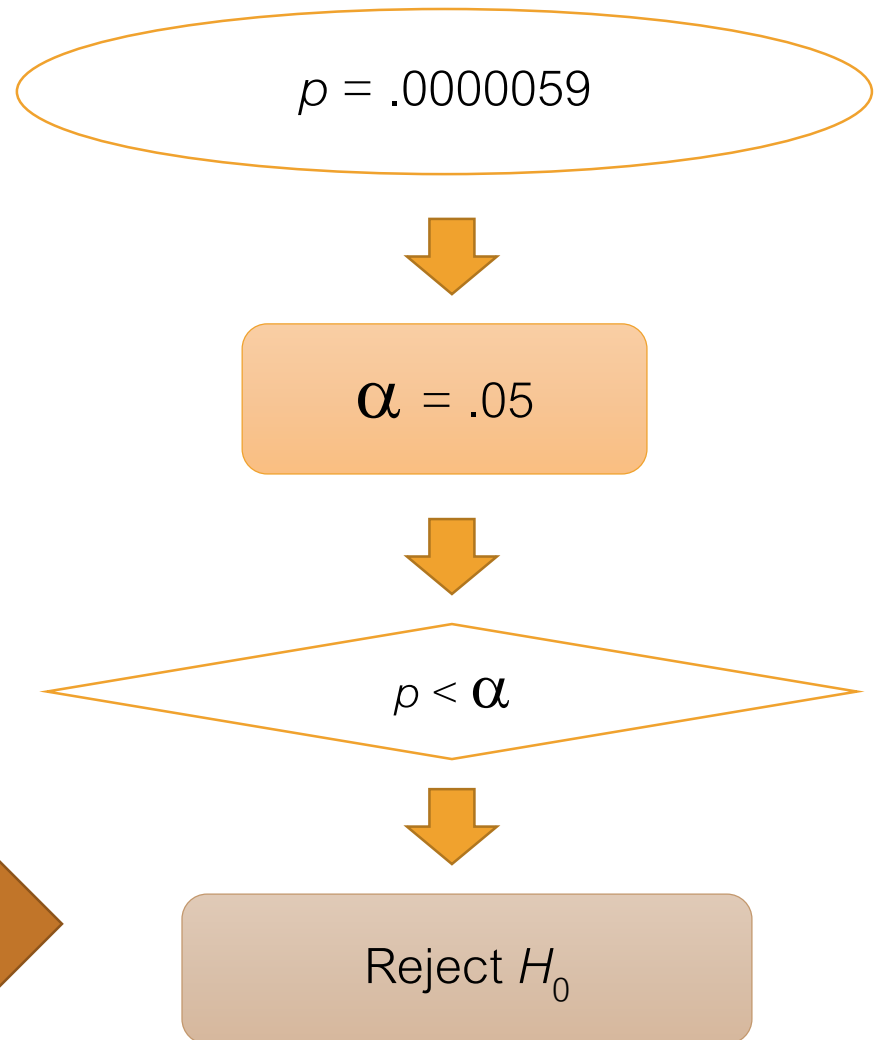 p = .0000059
α = .05
p < α
Reject H₀